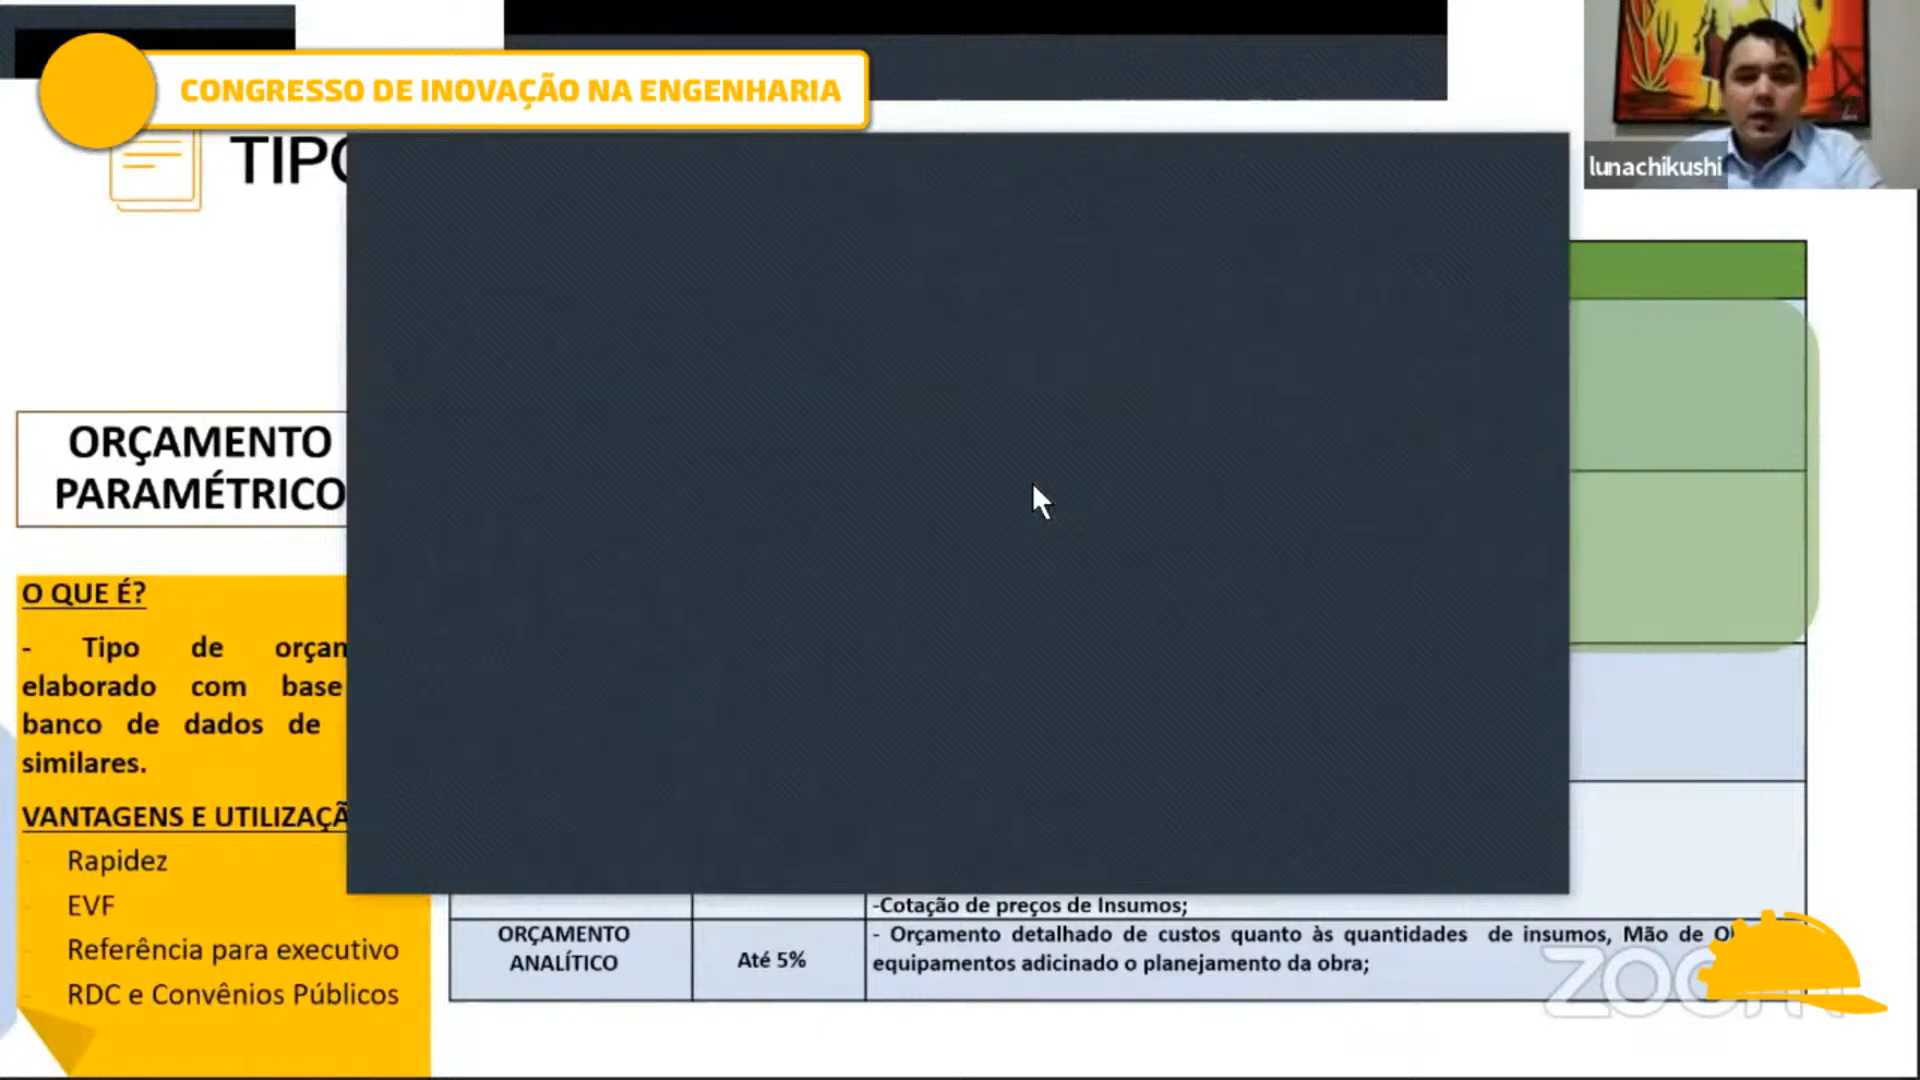 CONGRESSO DE INOVAÇÃO NA ENGENHARIA
lunachikushi
ORÇAMENTO
PARAMÉTRICO
O QUE É?
- Tipo de
elaborado com base
banco de dados de
similares.
VANTAGENS E
Rapidez
EVF
Referência para executivo
RDC e Convênios Públicos
-Cotação de preços de Insumos;
ORÇAMENTO
ANALÍTICO
Até 5%
- Orçamento detalhado de custos quanto às quantidades de insumos, Mão de
equipamentos adicinado o planejamento da obra;